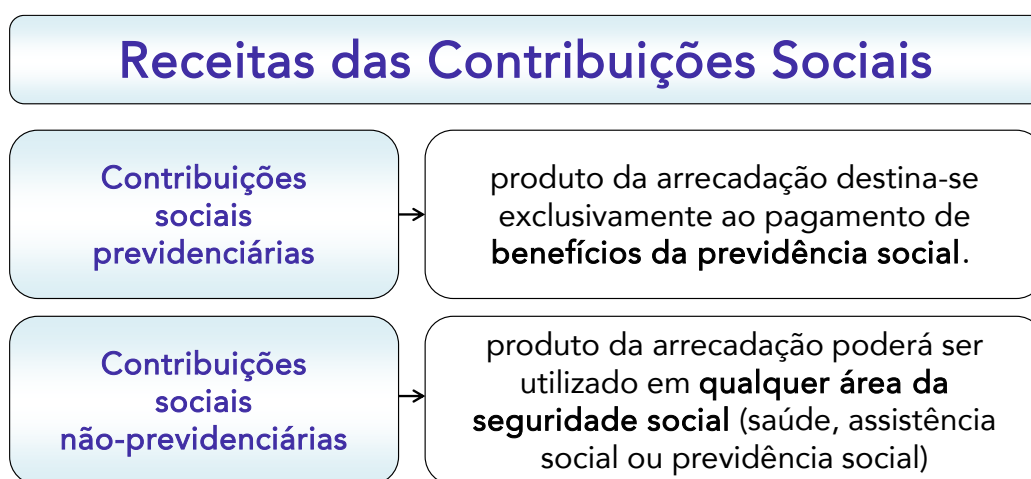 Receitas das Contribuições Sociais
Contribuições
sociais
previdenciárias
produto da arrecadação destina-se
exclusivamente ao pagamento de
benefícios da previdência social.
Contribuições
sociais
não-previdenciárias
produto da arrecadação poderá ser
utilizado em qualquer área da
seguridade social (saúde, assistência
social ou previdência social)